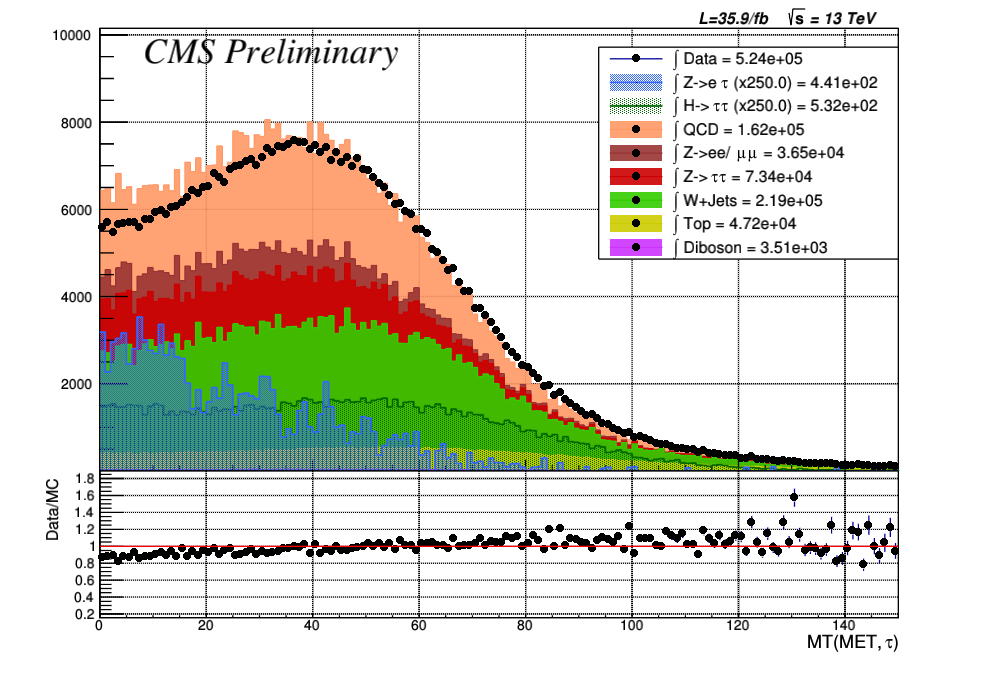 L=35.9/fb √s = 13 TeV
CMS Preliminary
10000
8000
6000
4000
2000
∫ Data = 5.24e+05
∫ Z->e τ (x250.0) = 4.41e+02
∫ H-> ττ (x250.0) = 5.32e+02
∫ QCD = 1.62e+05
∫ Z->ee/ μμ = 3.65e+04
∫ Z-> ττ = 7.34e+04
∫ W+Jets = 2.19e+05
∫ Top = 4.72e+04
∫ Diboson = 3.51e+03
Data/MC
1.8
1.6
1.4
1.2
1
0.8
0.6
0.4
0.2
0 20 40 60 80 100 120 140
MT(MET, τ)